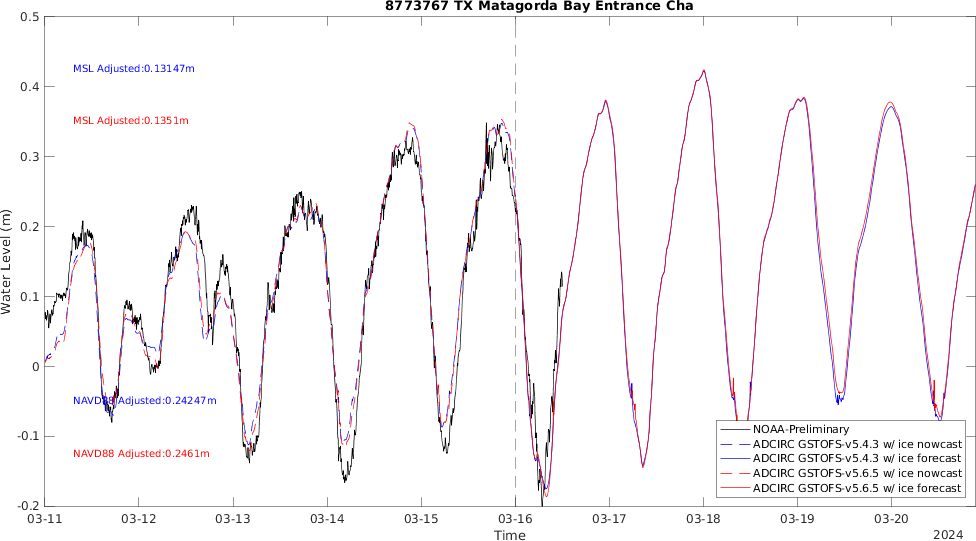 8773767 TX Matagorda Bay Entrance Cha
0.5
0.4
0.3
0.2
0.1
0
-0.1
-0.2
Water Level (m)
MSL Adjusted:0.13147m
MSL Adjusted:0.1351m
NAVD88 Adjusted:0.24247m
NAVD88 Adjusted:0.2461m
NOAA-Preliminary
ADCIRC GSTOFS-v5.4.3 w/ ice nowcast
ADCIRC GSTOFS-v5.4.3 w/ ice forecast
ADCIRC GSTOFS-v5.6.5 w/ ice nowcast
ADCIRC GSTOFS-v5.6.5 w/ ice forecast
03-11 03-12 03-13 03-14 03-15 03-16 03-17 03-18 03-19 03-20
Time
2024